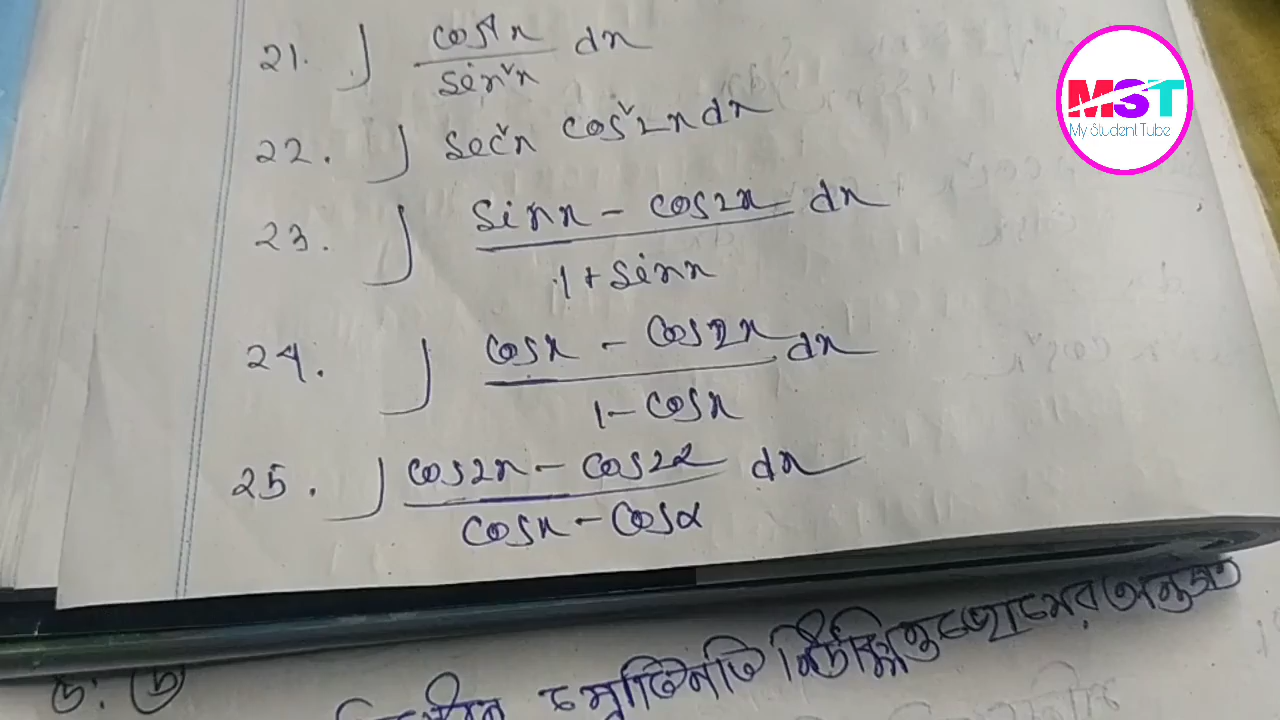 21. ∫ cos⁴x / sin²x dx
22. ∫ sec²x cos²2x dx
23. ∫ sinx - cos2x / 1 + sinx dx
24. ∫ cosx - cos2x / 1 - cosx dx
25. ∫ cos2x - cos2α / cosx - cosα dx
MST
My Student Tube